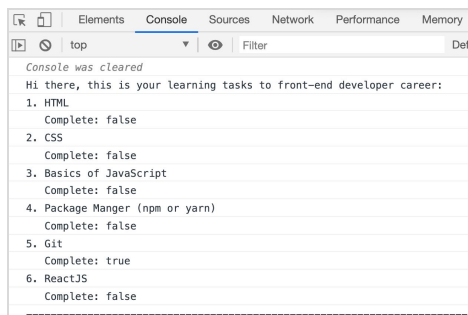 Elements Console Sources Network Performance Memory
top Filter Def
Console was cleared
Hi there, this is your learning tasks to front-end developer career:
1. HTML
Complete: false
2. CSS
Complete: false
3. Basics of JavaScript
Complete: false
4. Package Manger (npm or yarn)
Complete: false
5. Git
Complete: true
6. ReactJS
Complete: false